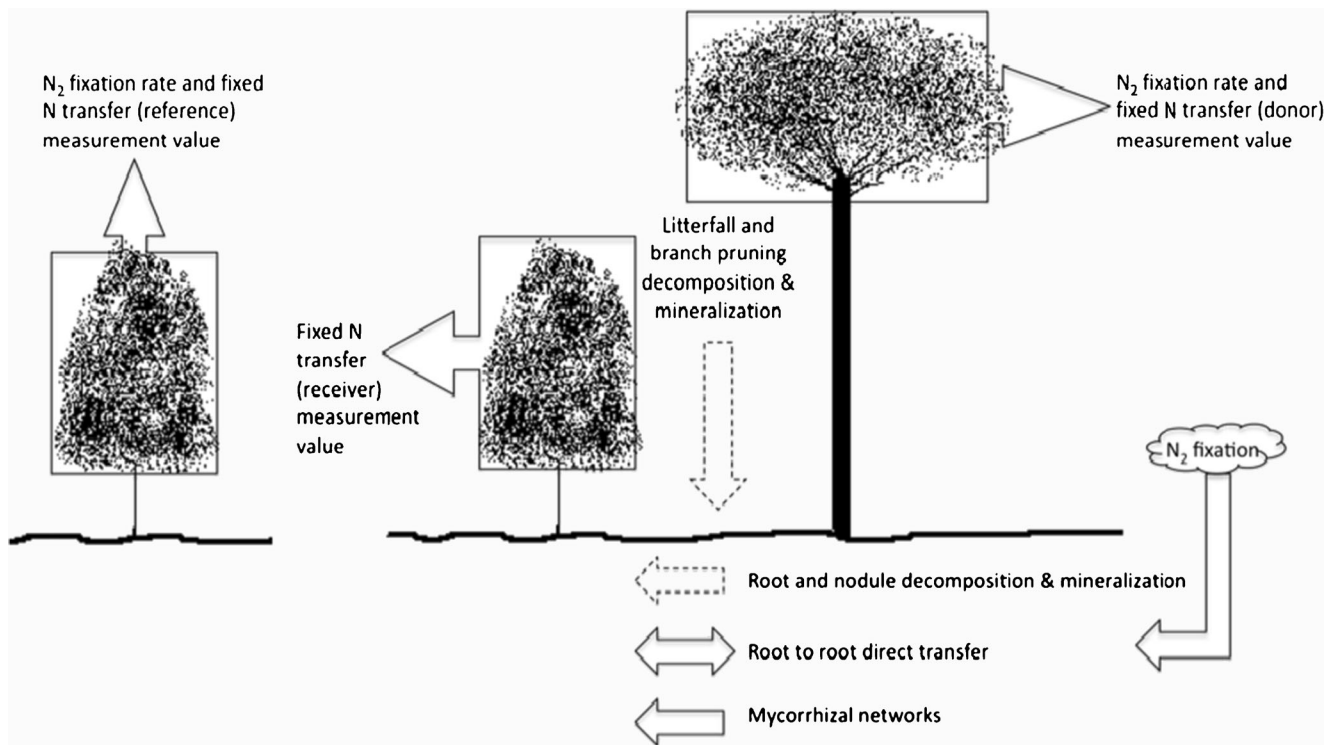 N2 fixation rate and fixed
N transfer (reference)
measurement value
N2 fixation rate and
fixed N transfer (donor)
measurement value
Litterfall and
branch pruning
decomposition &
mineralization
Fixed N
transfer
(receiver)
measurement
value
N2 fixation
Root and nodule decomposition & mineralization
Root to root direct transfer
Mycorrhizal networks